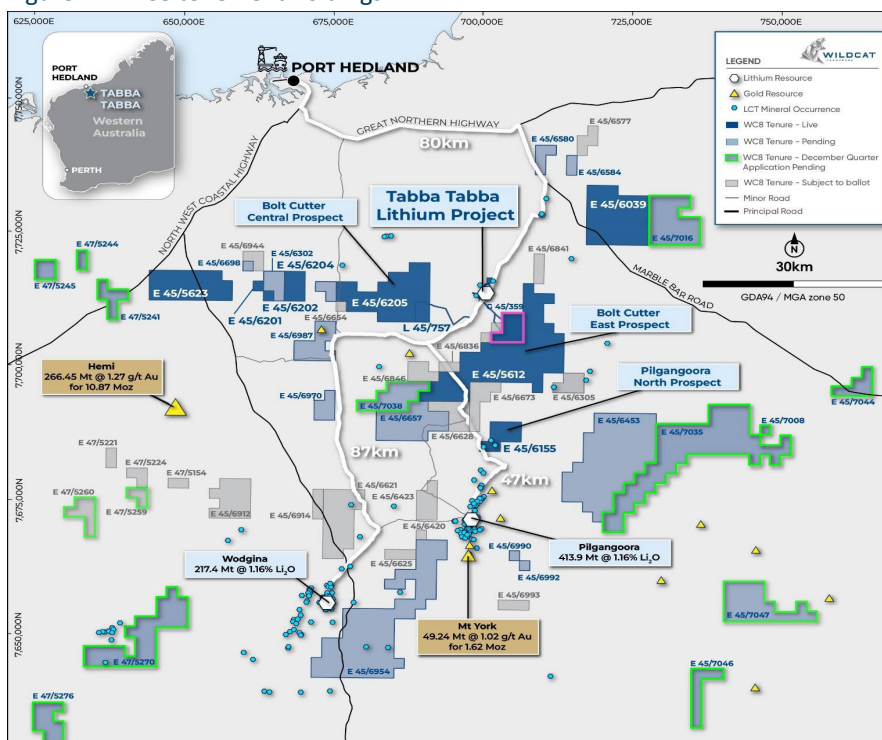 625,000E
650,000E
675,000E
700,000E
725,000E
750,000E
7,750,000N
7,725,000N
7,700,000N
7,675,000N
7,650,000N
PORT
HEDLAND
TABBA
TABBA
Western
Australia
PERTH
PORT HEDLAND
GREAT NORTHERN HIGHWAY
80km
NORTH WEST COASTAL HIGHWAY
MARBLE BAR ROAD
WILDCAT
LEGEND
Lithium Resource
Gold Resource
LCT Mineral Occurrence
WC8 Tenure – Live
WC8 Tenure – Pending
WC8 Tenure – December Quarter
Application Pending
WC8 Tenure – Subject to ballot
Minor Road
Principal Road
N
30km
GDA94 / MGA zone 50
E 45/6577
E 45/6580
E 45/6584
Tabba Tabba
Lithium Project
Bolt Cutter
Central Prospect
E 45/6039
E 45/7016
E 47/5244
E 47/5245
E 47/5241
E 45/6944
E 45/6698
E 45/6302
E 45/6204
E 45/5623
E 45/6201
E 45/6202
E 45/6205
E 45/6841
L 45/757
E 45/6654
E 45/6987
Bolt Cutter
East Prospect
E 45/6836
E 45/5612
E 45/6846
Hemi
266.45 Mt @ 1.27 g/t Au
for 10.87 Moz
Pilgangoora
North Prospect
E 45/6970
E 45/7038
E 45/6657
E 45/6673
E 45/6305
E 45/7044
E 45/6628
E 45/6155
E 45/6453
E 45/7035
E 45/7008
87km
47km
E 47/5221
E 47/5224
E 47/5154
E 47/5260
E 47/5259
E 45/6912
E 45/6914
E 45/6621
E 45/6423
E 45/6420
E 45/6625
Wodgina
217.4 Mt @ 1.16% Li2O
Pilgangoora
413.9 Mt @ 1.16% Li2O
E 45/6990
E 45/6992
E 45/6993
Mt York
49.24 Mt @ 1.02 g/t Au
for 1.62 Moz
E 45/7047
E 47/5270
E 45/6954
E 45/7046
E 47/5276